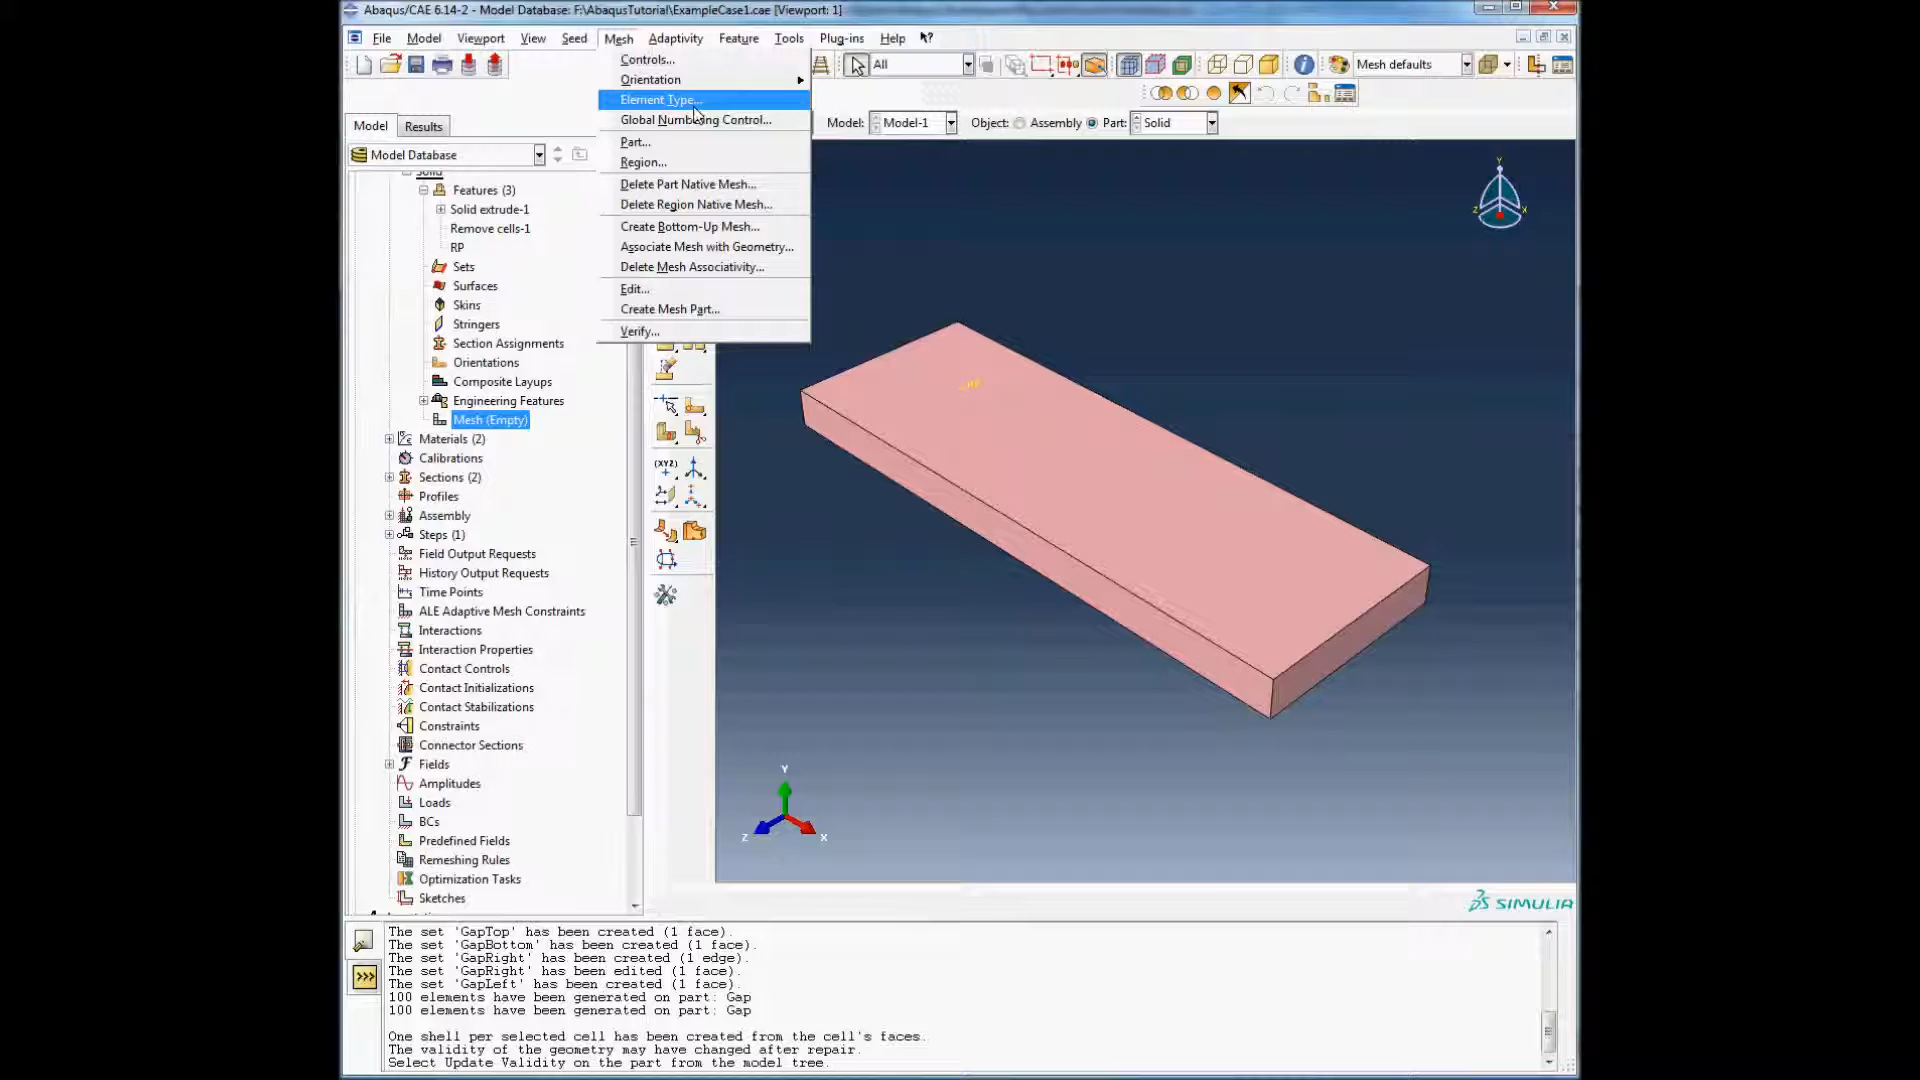 Abaqus/CAE 6.14-2 - Model Database: F:\AbaqusTutorial\ExampleCase1.cae [Viewport: 1]
File Model Viewport View Seed Mesh Adaptivity Feature Tools Plug-ins Help
All
Mesh defaults
Controls...
Orientation
Element Type...
Global Numbering Control...
Part...
Region...
Delete Part Native Mesh...
Delete Region Native Mesh...
Create Bottom-Up Mesh...
Associate Mesh with Geometry...
Delete Mesh Associativity...
Edit...
Create Mesh Part...
Verify...
Model: Model-1 Object: Assembly Part: Solid
Model Results
Model Database
Solid
Features (3)
Solid extrude-1
Remove cells-1
RP
Sets
Surfaces
Skins
Stringers
Section Assignments
Orientations
Composite Layups
Engineering Features
Mesh (Empty)
Materials (2)
Calibrations
Sections (2)
Profiles
Assembly
Steps (1)
Field Output Requests
History Output Requests
Time Points
ALE Adaptive Mesh Constraints
Interactions
Interaction Properties
Contact Controls
Contact Initializations
Contact Stabilizations
Constraints
Connector Sections
Fields
Amplitudes
Loads
BCs
Predefined Fields
Remeshing Rules
Optimization Tasks
Sketches
(XYZ)
Y
Z
X
Y
Z
X
SIMULIA
The set 'GapTop' has been created (1 face).
The set 'GapBottom' has been created (1 face).
The set 'GapRight' has been created (1 edge).
The set 'GapRight' has been edited (1 face).
The set 'GapLeft' has been created (1 face).
100 elements have been generated on part: Gap
100 elements have been generated on part: Gap
One shell per selected cell has been created from the cell's faces.
The validity of the geometry may have changed after repair.
Select Update Validity on the part from the model tree.
>>>